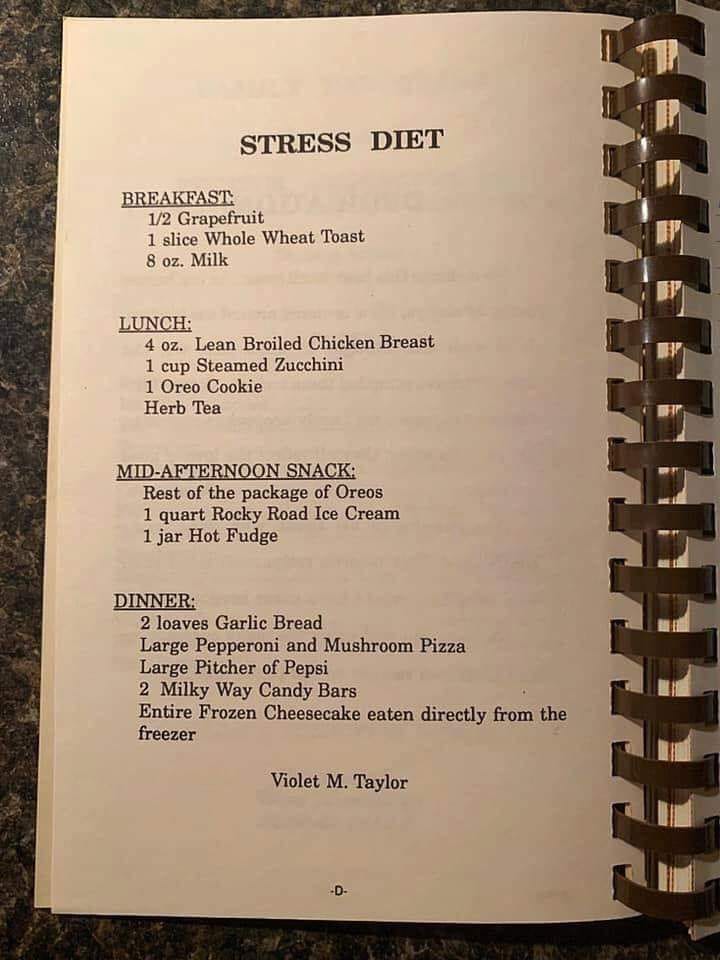 STRESS DIET
BREAKFAST:
1/2 Grapefruit
1 slice Whole Wheat Toast
8 oz. Milk
LUNCH:
4 oz. Lean Broiled Chicken Breast
1 cup Steamed Zucchini
1 Oreo Cookie
Herb Tea
MID-AFTERNOON SNACK:
Rest of the package of Oreos
1 quart Rocky Road Ice Cream
1 jar Hot Fudge
DINNER:
2 loaves Garlic Bread
Large Pepperoni and Mushroom Pizza
Large Pitcher of Pepsi
2 Milky Way Candy Bars
Entire Frozen Cheesecake eaten directly from the
freezer
Violet M. Taylor
-D-